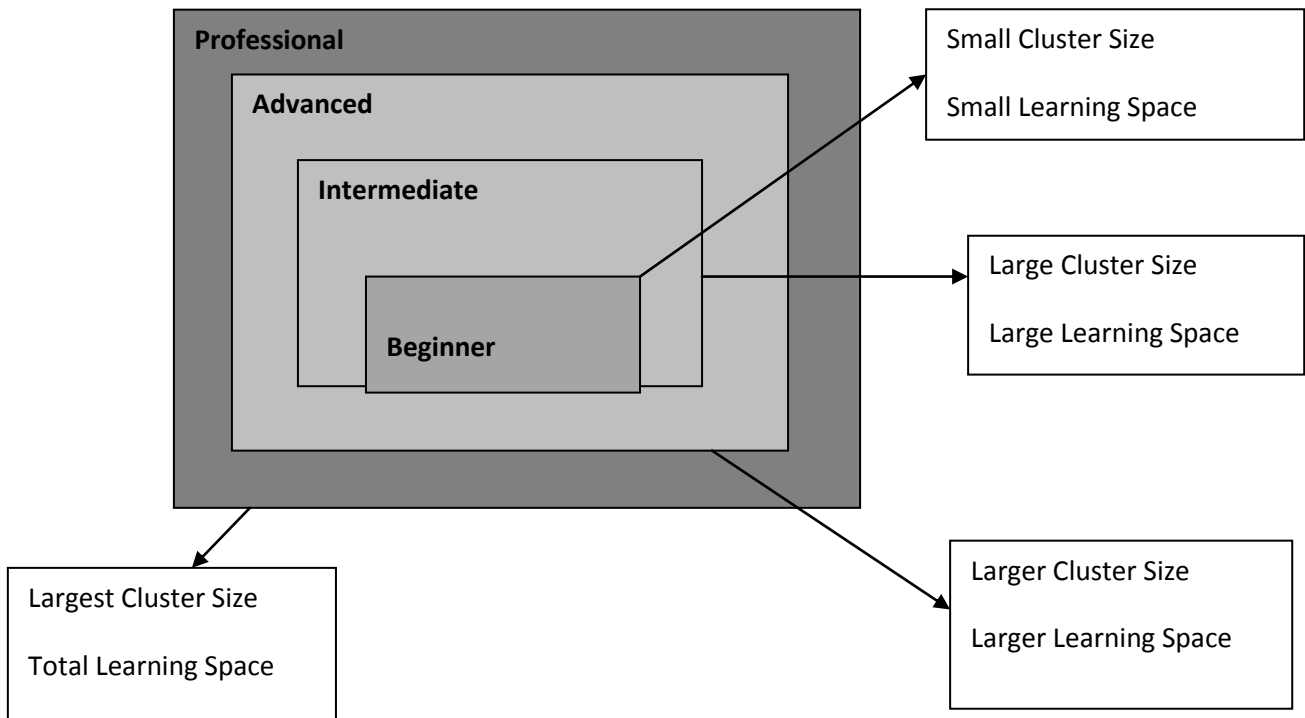 Professional
Advanced
Intermediate
Beginner
Small Cluster Size
Small Learning Space
Large Cluster Size
Large Learning Space
Larger Cluster Size
Larger Learning Space
Largest Cluster Size
Total Learning Space